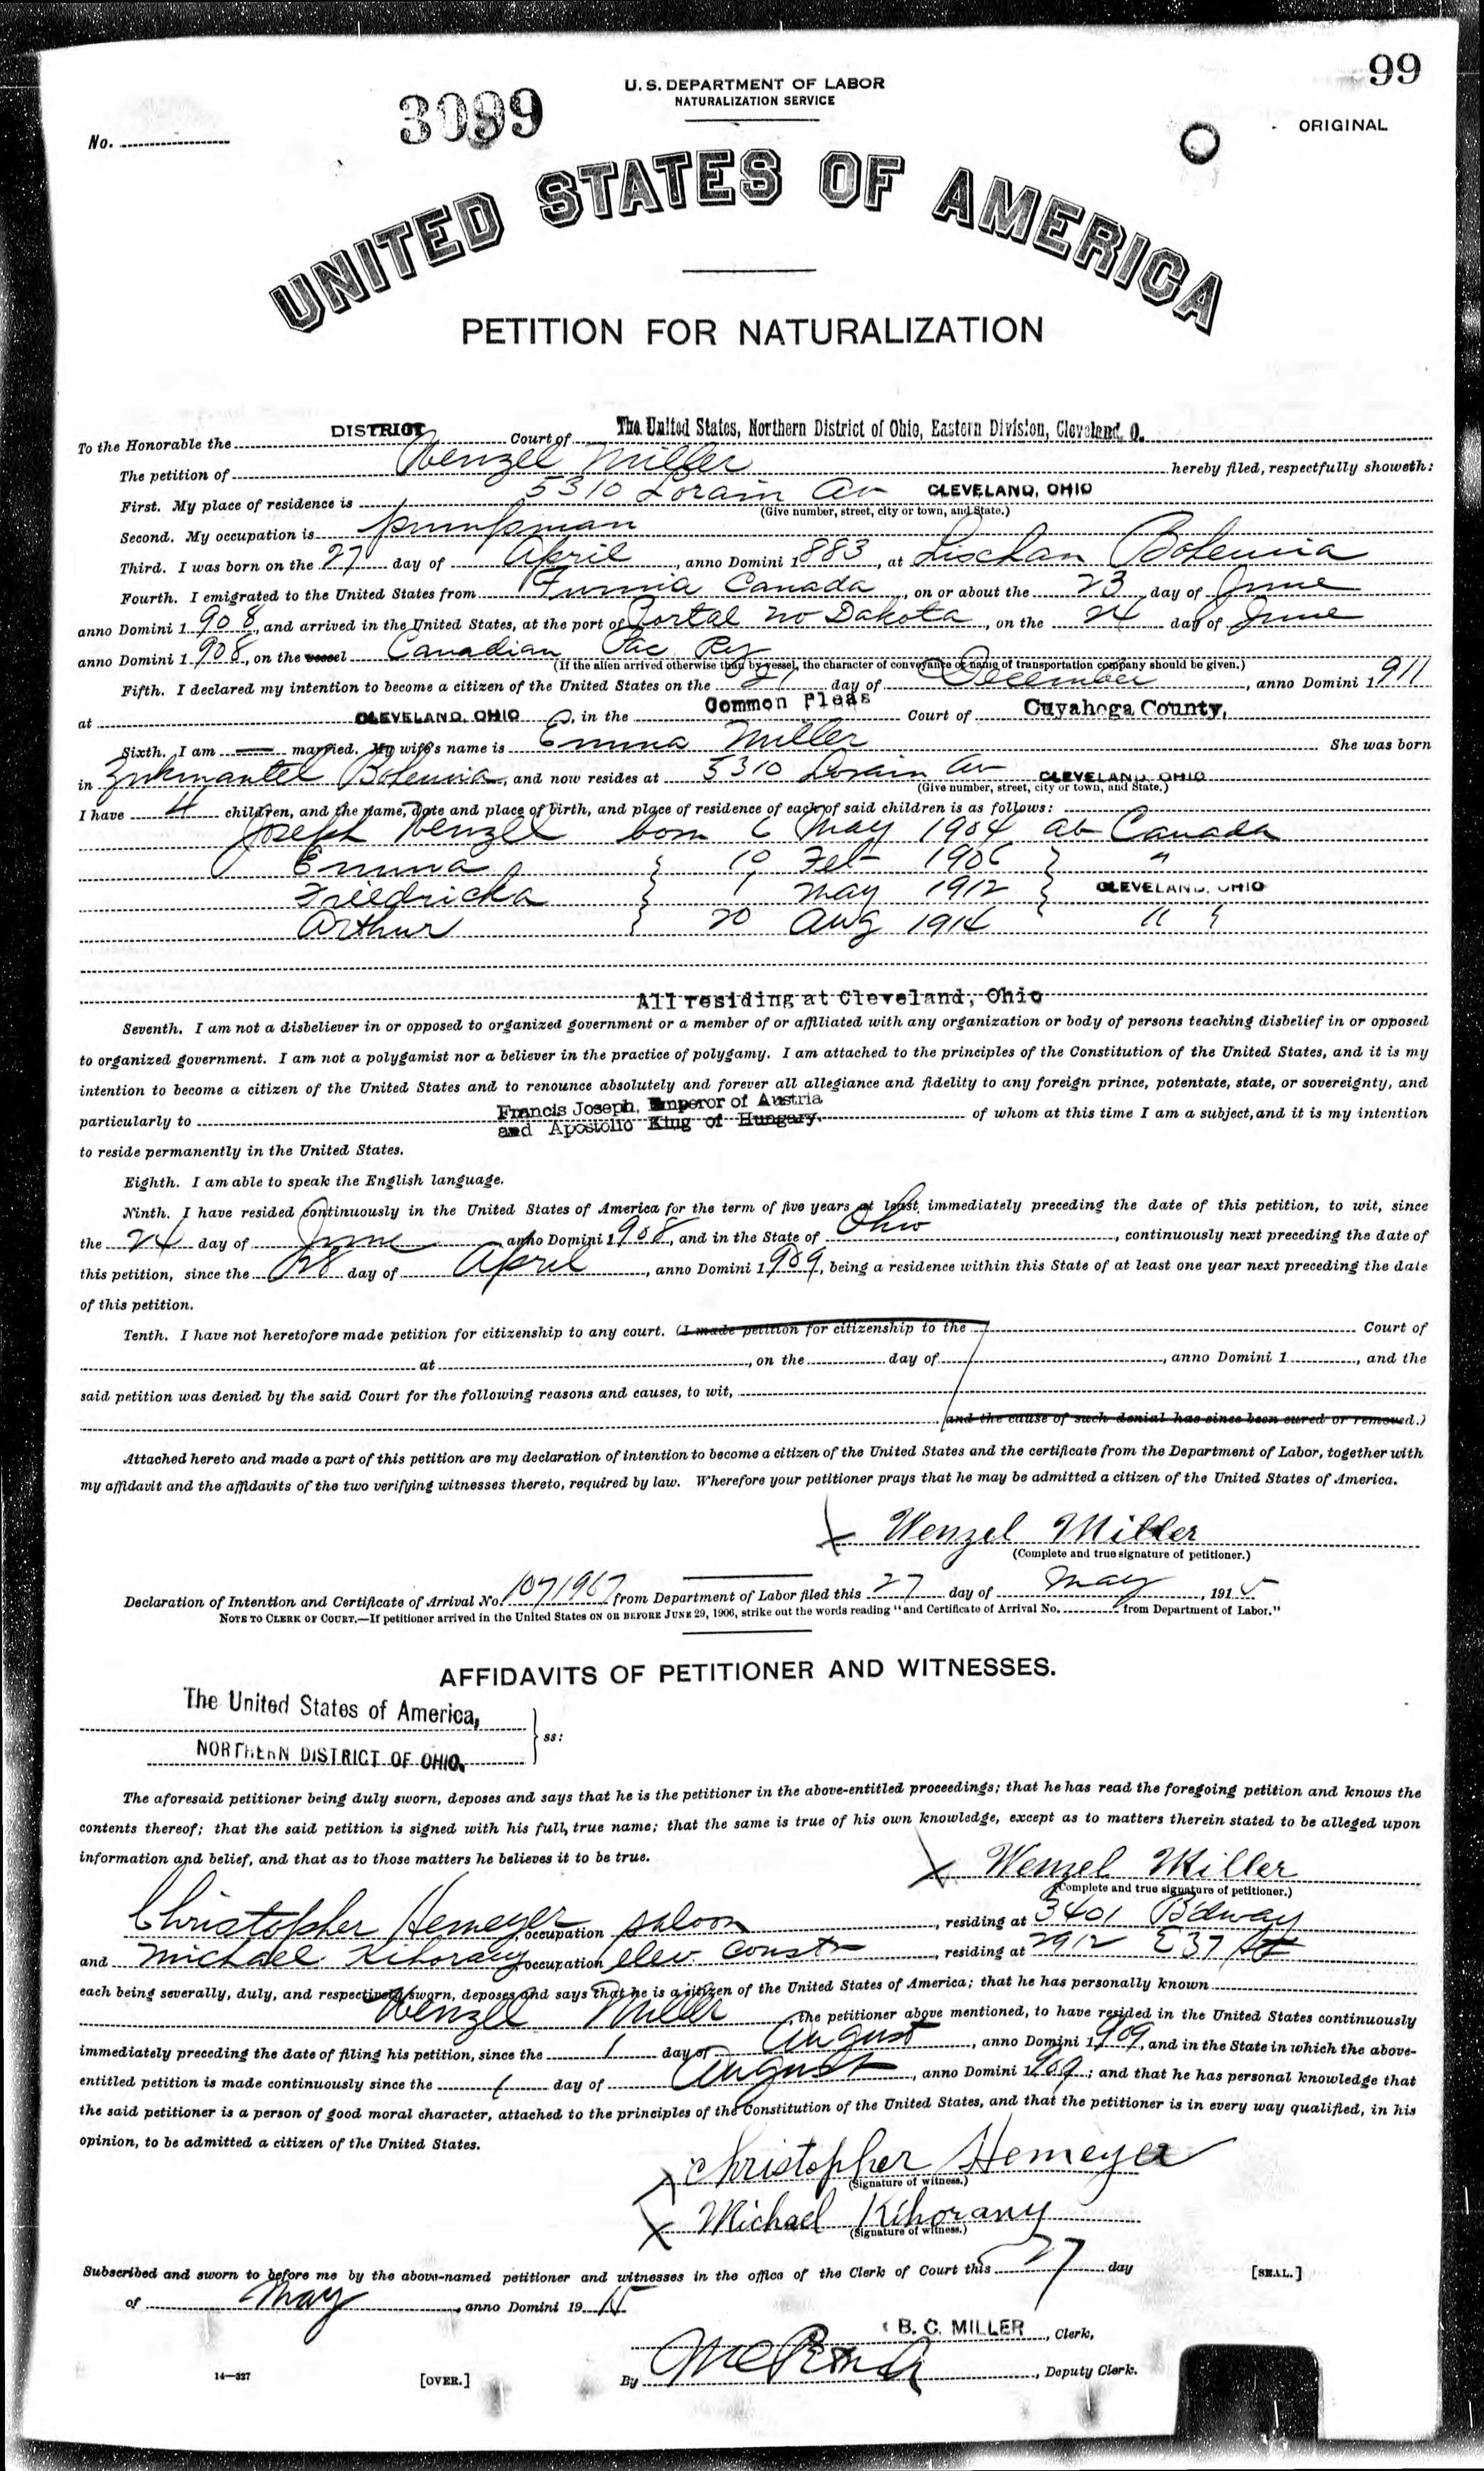 99
U. S. DEPARTMENT OF LABOR
NATURALIZATION SERVICE
No. 3099
ORIGINAL
UNITED STATES OF AMERICA
PETITION FOR NATURALIZATION
To the Honorable the DISTRICT Court of The United States, Northern District of Ohio, Eastern Division, Cleveland, O.
The petition of Wenzel Miller hereby filed, respectfully showeth:
First. My place of residence is 5310 Lorain Av CLEVELAND, OHIO
(Give number, street, city or town, and State.)
Second. My occupation is pumpsman
Third. I was born on the 27 day of April, anno Domini 1883, at Lischan Bohemia
Fourth. I emigrated to the United States from Canada, on or about the 23 day of June
anno Domini 1908, and arrived in the United States, at the port of Portal No Dakota, on the 24 day of June
anno Domini 1908, on the vessel Canadian Pac Ry
(If the alien arrived otherwise than by vessel, the character of conveyance or name of transportation company should be given.)
Fifth. I declared my intention to become a citizen of the United States on the day of December, anno Domini 1911
at CLEVELAND, OHIO, in the Common Pleas Court of Cuyahoga County,
Sixth. I am — married. My wife's name is Emma Miller She was born
in Zukmantel Bohemia, and now resides at 5310 Lorain Av CLEVELAND, OHIO
(Give number, street, city or town, and State.)
I have 4 children, and the name, date and place of birth, and place of residence of each of said children is as follows:
Joseph Wenzel born 6 May 1904 at Canada
Emma } 10 Feb 1906 } "
Friedricka } 1 May 1912 } CLEVELAND, OHIO
Arthur } 20 Aug 1914 " "
All residing at Cleveland, Ohio
Seventh. I am not a disbeliever in or opposed to organized government or a member of or affiliated with any organization or body of persons teaching disbelief in or opposed
to organized government. I am not a polygamist nor a believer in the practice of polygamy. I am attached to the principles of the Constitution of the United States, and it is my
intention to become a citizen of the United States and to renounce absolutely and forever all allegiance and fidelity to any foreign prince, potentate, state, or sovereignty, and
particularly to Francis Joseph, Emperor of Austria and Apostolic King of Hungary. of whom at this time I am a subject, and it is my intention
to reside permanently in the United States.
Eighth. I am able to speak the English language.
Ninth. I have resided continuously in the United States of America for the term of five years at least, immediately preceding the date of this petition, to wit, since
the 24 day of June anno Domini 1908, and in the State of Ohio, continuously next preceding the date of
this petition, since the 28 day of April, anno Domini 1909, being a residence within this State of at least one year next preceding the date
of this petition.
Tenth. I have not heretofore made petition for citizenship to any court. (I made petition for citizenship to the Court of
at, on the day of, anno Domini 1, and the
said petition was denied by the said Court for the following reasons and causes, to wit,
and the cause of such denial has since been cured or removed.)
Attached hereto and made a part of this petition are my declaration of intention to become a citizen of the United States and the certificate from the Department of Labor, together with
my affidavit and the affidavits of the two verifying witnesses thereto, required by law. Wherefore your petitioner prays that he may be admitted a citizen of the United States of America.
X Wenzel Miller
(Complete and true signature of petitioner.)
Declaration of Intention and Certificate of Arrival No. 1071967 from Department of Labor filed this 27 day of May, 1915
NOTE TO CLERK OF COURT.—If petitioner arrived in the United States ON OR BEFORE JUNE 29, 1906, strike out the words reading "and Certificate of Arrival No. from Department of Labor."
AFFIDAVITS OF PETITIONER AND WITNESSES.
The United States of America,
NORTHERN DISTRICT OF OHIO, } ss:
The aforesaid petitioner being duly sworn, deposes and says that he is the petitioner in the above-entitled proceedings; that he has read the foregoing petition and knows the
contents thereof; that the said petition is signed with his full, true name; that the same is true of his own knowledge, except as to matters therein stated to be alleged upon
information and belief, and that as to those matters he believes it to be true.
X Wenzel Miller
(Complete and true signature of petitioner.)
Christopher Hemeyer occupation saloon, residing at 3401 Bdway
and Michael Kihorany occupation elev. constr, residing at 2912 E 37 St
each being severally, duly, and respectively sworn, deposes and says that he is a citizen of the United States of America; that he has personally known
Wenzel Miller, the petitioner above mentioned, to have resided in the United States continuously
immediately preceding the date of filing his petition, since the 1 day of August, anno Domini 1909, and in the State in which the above-
entitled petition is made continuously since the 1 day of August, anno Domini 1909; and that he has personal knowledge that
the said petitioner is a person of good moral character, attached to the principles of the Constitution of the United States, and that the petitioner is in every way qualified, in his
opinion, to be admitted a citizen of the United States.
X Christopher Hemeyer
(Signature of witness.)
X Michael Kihorany
(Signature of witness.)
Subscribed and sworn to before me by the above-named petitioner and witnesses in the office of the Clerk of Court this 27 day
[SEAL.]
of May, anno Domini 1915
B. C. MILLER, Clerk,
By, Deputy Clerk.
14—327
[OVER.]